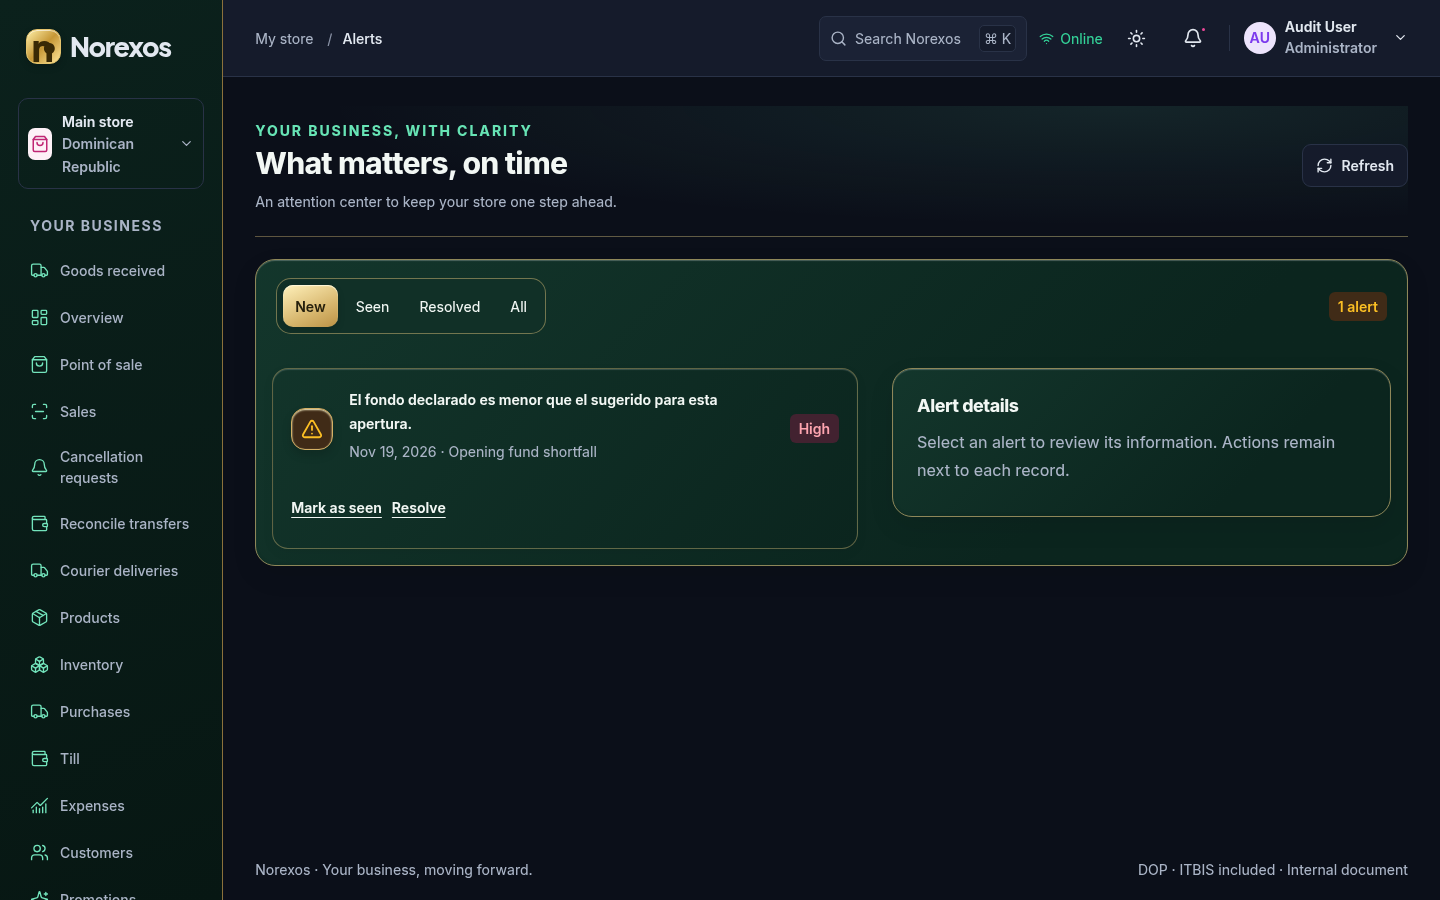 Norexos
Main store
Dominican
Republic
YOUR BUSINESS
Goods received
Overview
Point of sale
Sales
Cancellation
requests
Reconcile transfers
Courier deliveries
Products
Inventory
Purchases
Till
Expenses
Customers
Promotions
My store / Alerts
Search Norexos ⌘ K
Online
AU
Audit User
Administrator
YOUR BUSINESS, WITH CLARITY
What matters, on time
An attention center to keep your store one step ahead.
Refresh
New Seen Resolved All
1 alert
El fondo declarado es menor que el sugerido para esta
apertura.
Nov 19, 2026 · Opening fund shortfall
High
Mark as seen Resolve
Alert details
Select an alert to review its information. Actions remain
next to each record.
Norexos · Your business, moving forward.
DOP · ITBIS included · Internal document